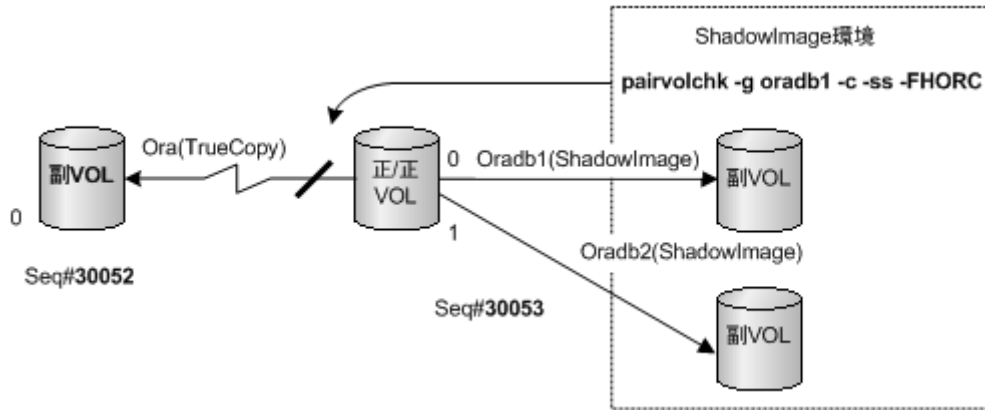 ShadowImage環境
pairvolchk -g oradb1 -c -ss -FHORC
Ora(TrueCopy)
副VOL
0
Seq#30052
正/正
VOL
0
1
Oradb1(ShadowImage)
副VOL
Oradb2(ShadowImage)
Seq#30053
副VOL